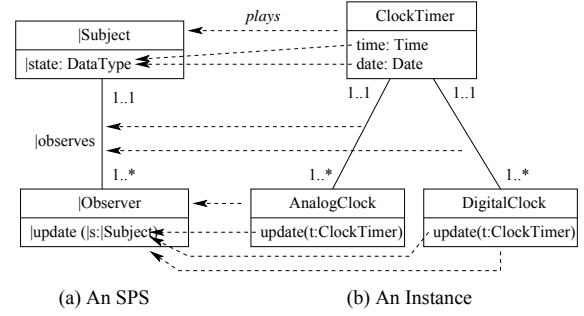 plays
|Subject
|state: DataType
ClockTimer
time: Time
date: Date
1..1
1..1
1..1
|observes
1..*
1..*
1..*
|Observer
|update (|s:|Subject)
AnalogClock
update(t:ClockTimer)
DigitalClock
update(t:ClockTimer)
(a) An SPS
(b) An Instance